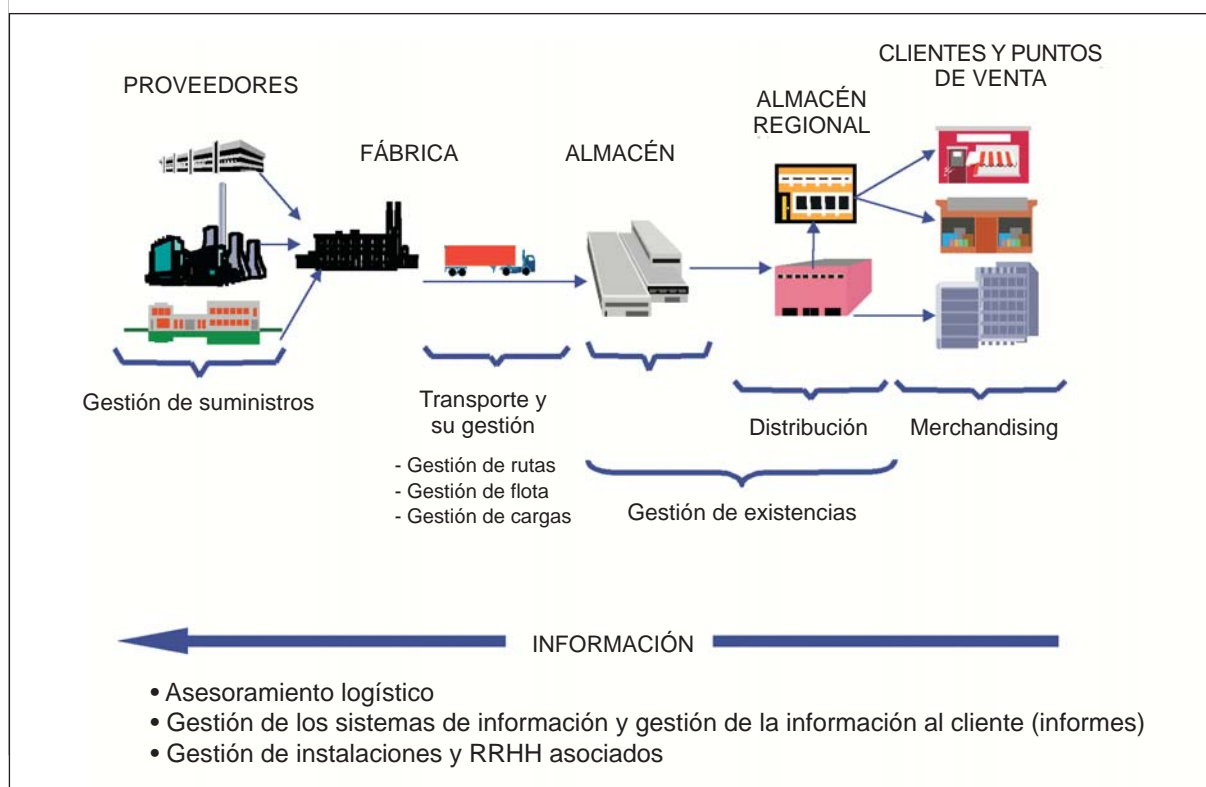 PROVEEDORES
FÁBRICA
ALMACÉN
ALMACÉN
REGIONAL
CLIENTES Y PUNTOS
DE VENTA
Gestión de suministros
Transporte y
su gestión
- Gestión de rutas
- Gestión de flota
- Gestión de cargas
Distribución
Merchandising
Gestión de existencias
INFORMACIÓN
• Asesoramiento logístico
• Gestión de los sistemas de información y gestión de la información al cliente (informes)
• Gestión de instalaciones y RRHH asociados